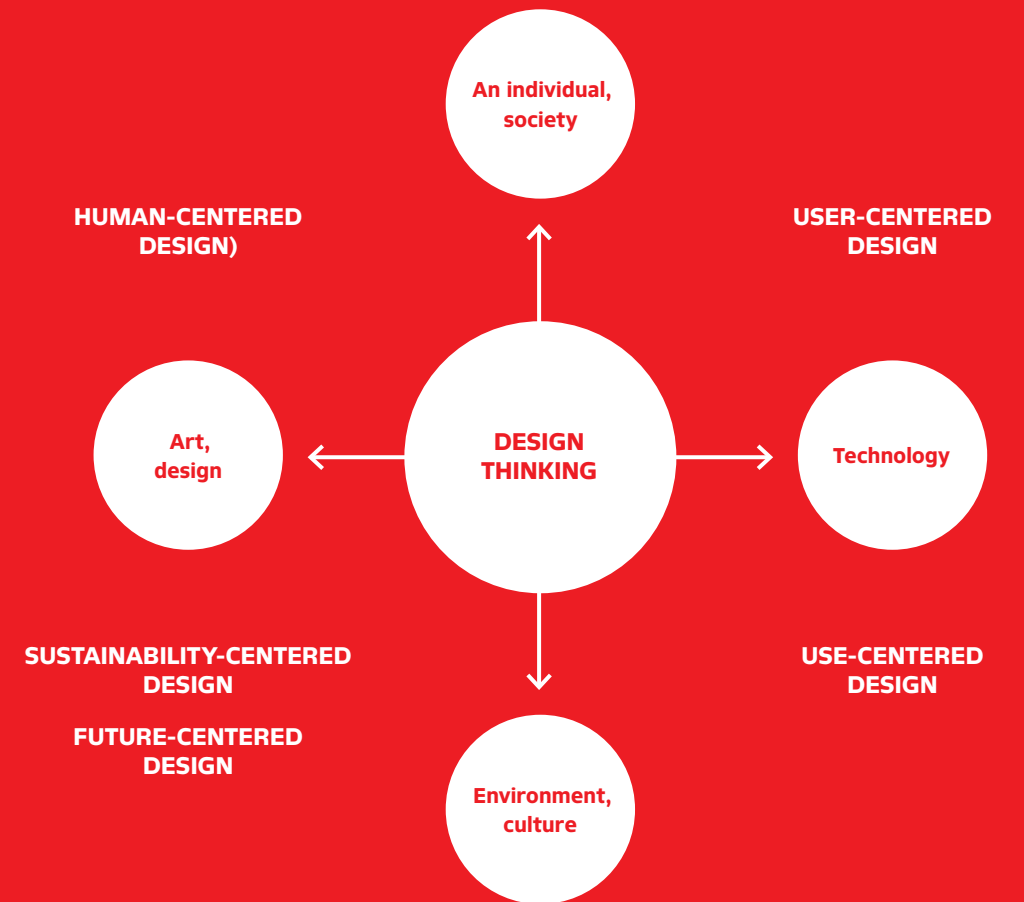 An individual,
society
HUMAN-CENTERED
DESIGN)
USER-CENTERED
DESIGN
Art,
design
DESIGN
THINKING
Technology
SUSTAINABILITY-CENTERED
DESIGN
FUTURE-CENTERED
DESIGN
USE-CENTERED
DESIGN
Environment,
culture